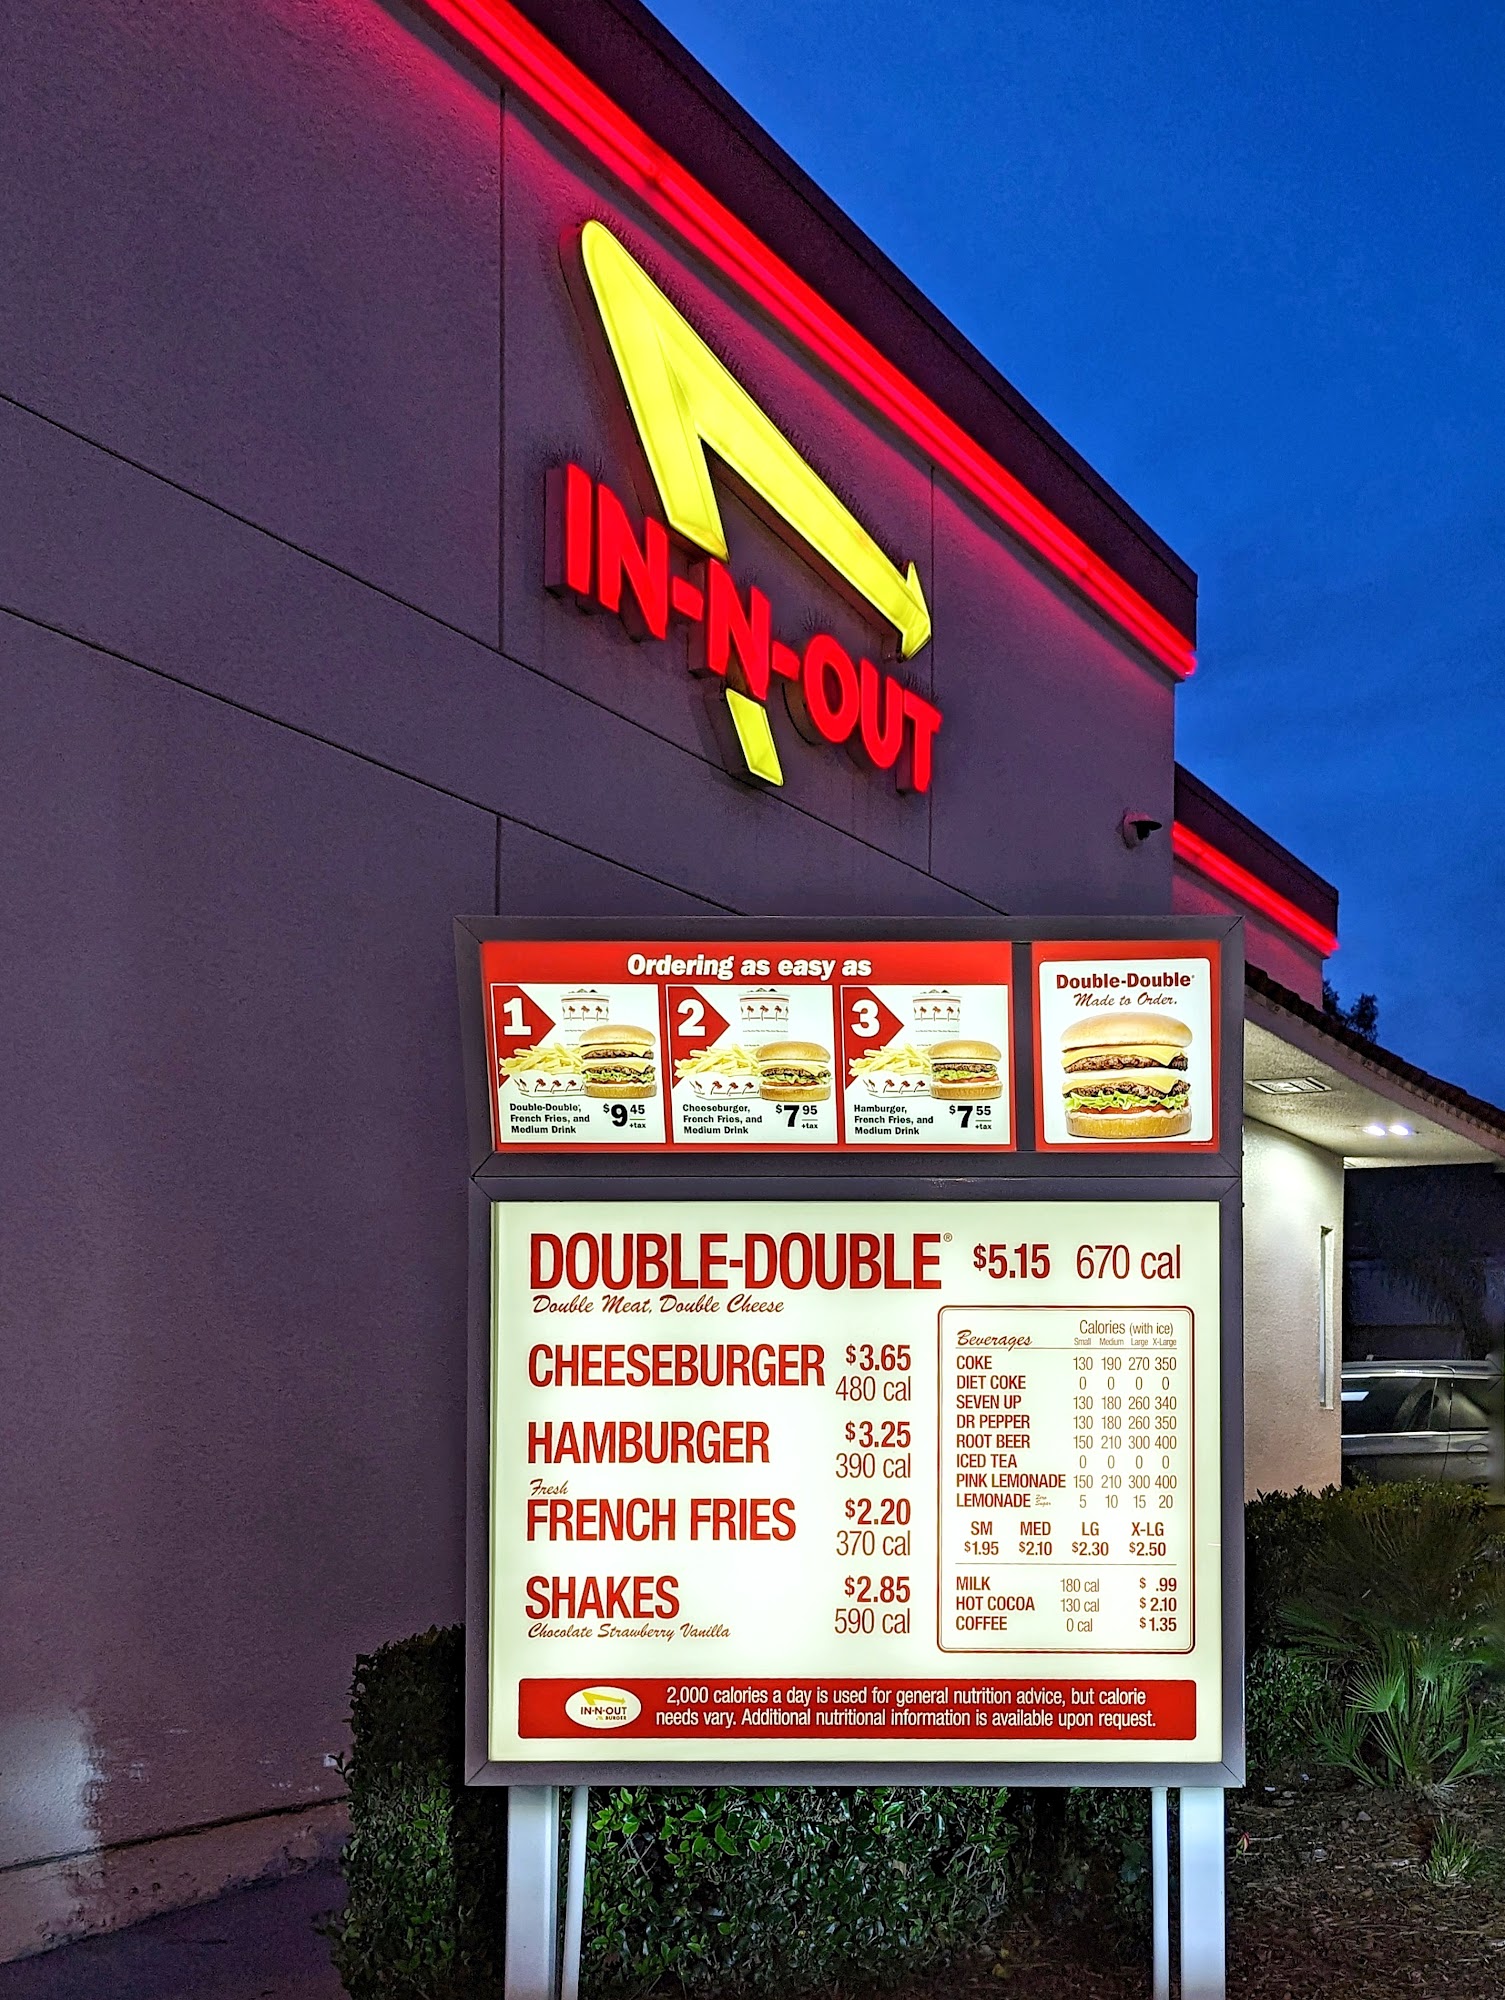 IN-N-OUT
Ordering as easy as
1
Double-Double,
French Fries, and
Medium Drink
$9 45
+tax
2
Cheeseburger,
French Fries, and
Medium Drink
$7 95
+tax
3
Hamburger,
French Fries, and
Medium Drink
$7 55
+tax
Double-Double®
Made to Order.
DOUBLE-DOUBLE® $5.15 670 cal
Double Meat, Double Cheese
CHEESEBURGER $3.65
480 cal
HAMBURGER $3.25
390 cal
Fresh
FRENCH FRIES $2.20
370 cal
SHAKES $2.85
Chocolate Strawberry Vanilla 590 cal
Beverages Calories (with ice)
Small Medium Large X-Large
COKE 130 190 270 350
DIET COKE 0 0 0 0
SEVEN UP 130 180 260 340
DR PEPPER 130 180 260 350
ROOT BEER 150 210 300 400
ICED TEA 0 0 0 0
PINK LEMONADE 150 210 300 400
LEMONADE Zero Sugar 5 10 15 20
SM MED LG X-LG
$1.95 $2.10 $2.30 $2.50
MILK 180 cal $ .99
HOT COCOA 130 cal $2.10
COFFEE 0 cal $1.35
IN-N-OUT
BURGER
2,000 calories a day is used for general nutrition advice, but calorie
needs vary. Additional nutritional information is available upon request.